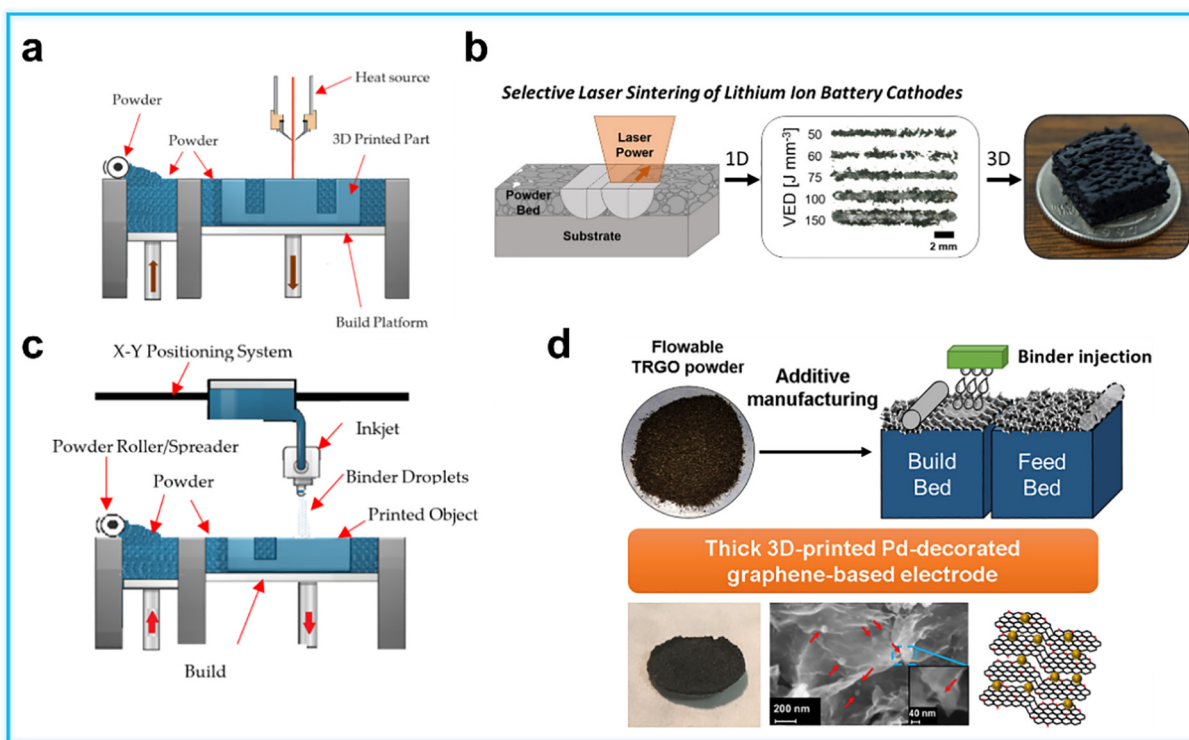 a
Heat source
Powder
Powder
3D Printed Part
Build Platform
b
Selective Laser Sintering of Lithium Ion Battery Cathodes
Laser
Power
Powder
Bed
Substrate
1D
VED [J mm⁻³]
50
60
75
100
150
2 mm
3D
c
X-Y Positioning System
Inkjet
Powder Roller/Spreader
Powder
Binder Droplets
Printed Object
Build
d
Flowable
TRGO powder
Additive
manufacturing
Binder injection
Build
Bed
Feed
Bed
Thick 3D-printed Pd-decorated
graphene-based electrode
200 nm
40 nm